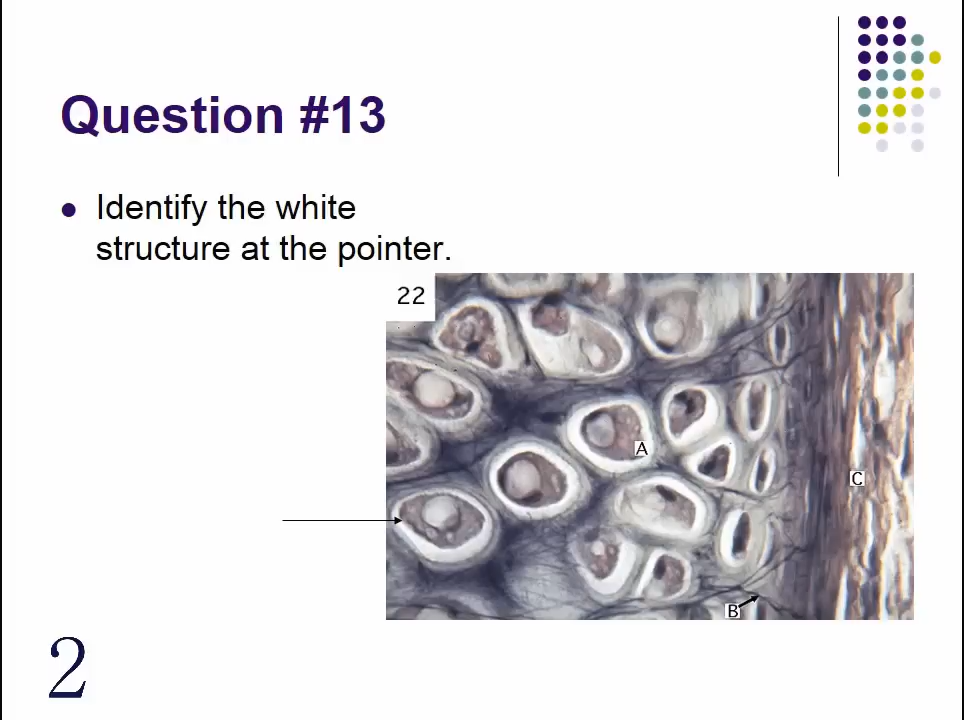 Question #13
Identify the white
structure at the pointer.
22
A
C
B
2